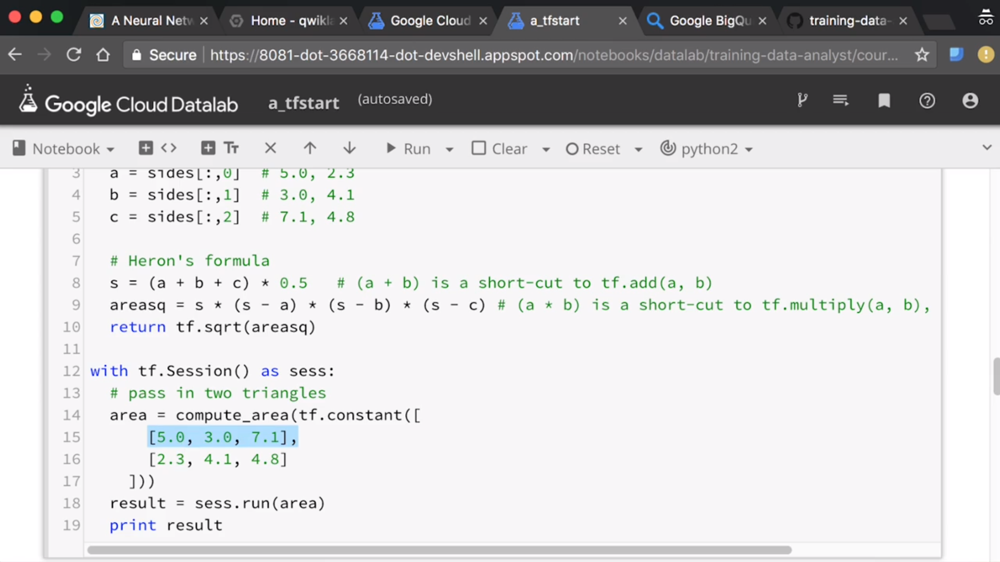 A Neural Netw
Home - qwikla
Google Cloud
a_tfstart
Google BigQu
training-data-
Secure https://8081-dot-3668114-dot-devshell.appspot.com/notebooks/datalab/training-data-analyst/cour...
Google Cloud Datalab a_tfstart (autosaved)
Notebook Tт Run Clear Reset python2
3 a = sides[:,0] # 5.0, 2.3
4 b = sides[:,1] # 3.0, 4.1
5 c = sides[:,2] # 7.1, 4.8
6
7 # Heron's formula
8 s = (a + b + c) * 0.5 # (a + b) is a short-cut to tf.add(a, b)
9 areasq = s * (s - a) * (s - b) * (s - c) # (a * b) is a short-cut to tf.multiply(a, b),
10 return tf.sqrt(areasq)
11
12 with tf.Session() as sess:
13 # pass in two triangles
14 area = compute_area(tf.constant([
15 [5.0, 3.0, 7.1],
16 [2.3, 4.1, 4.8]
17 ]))
18 result = sess.run(area)
19 print result